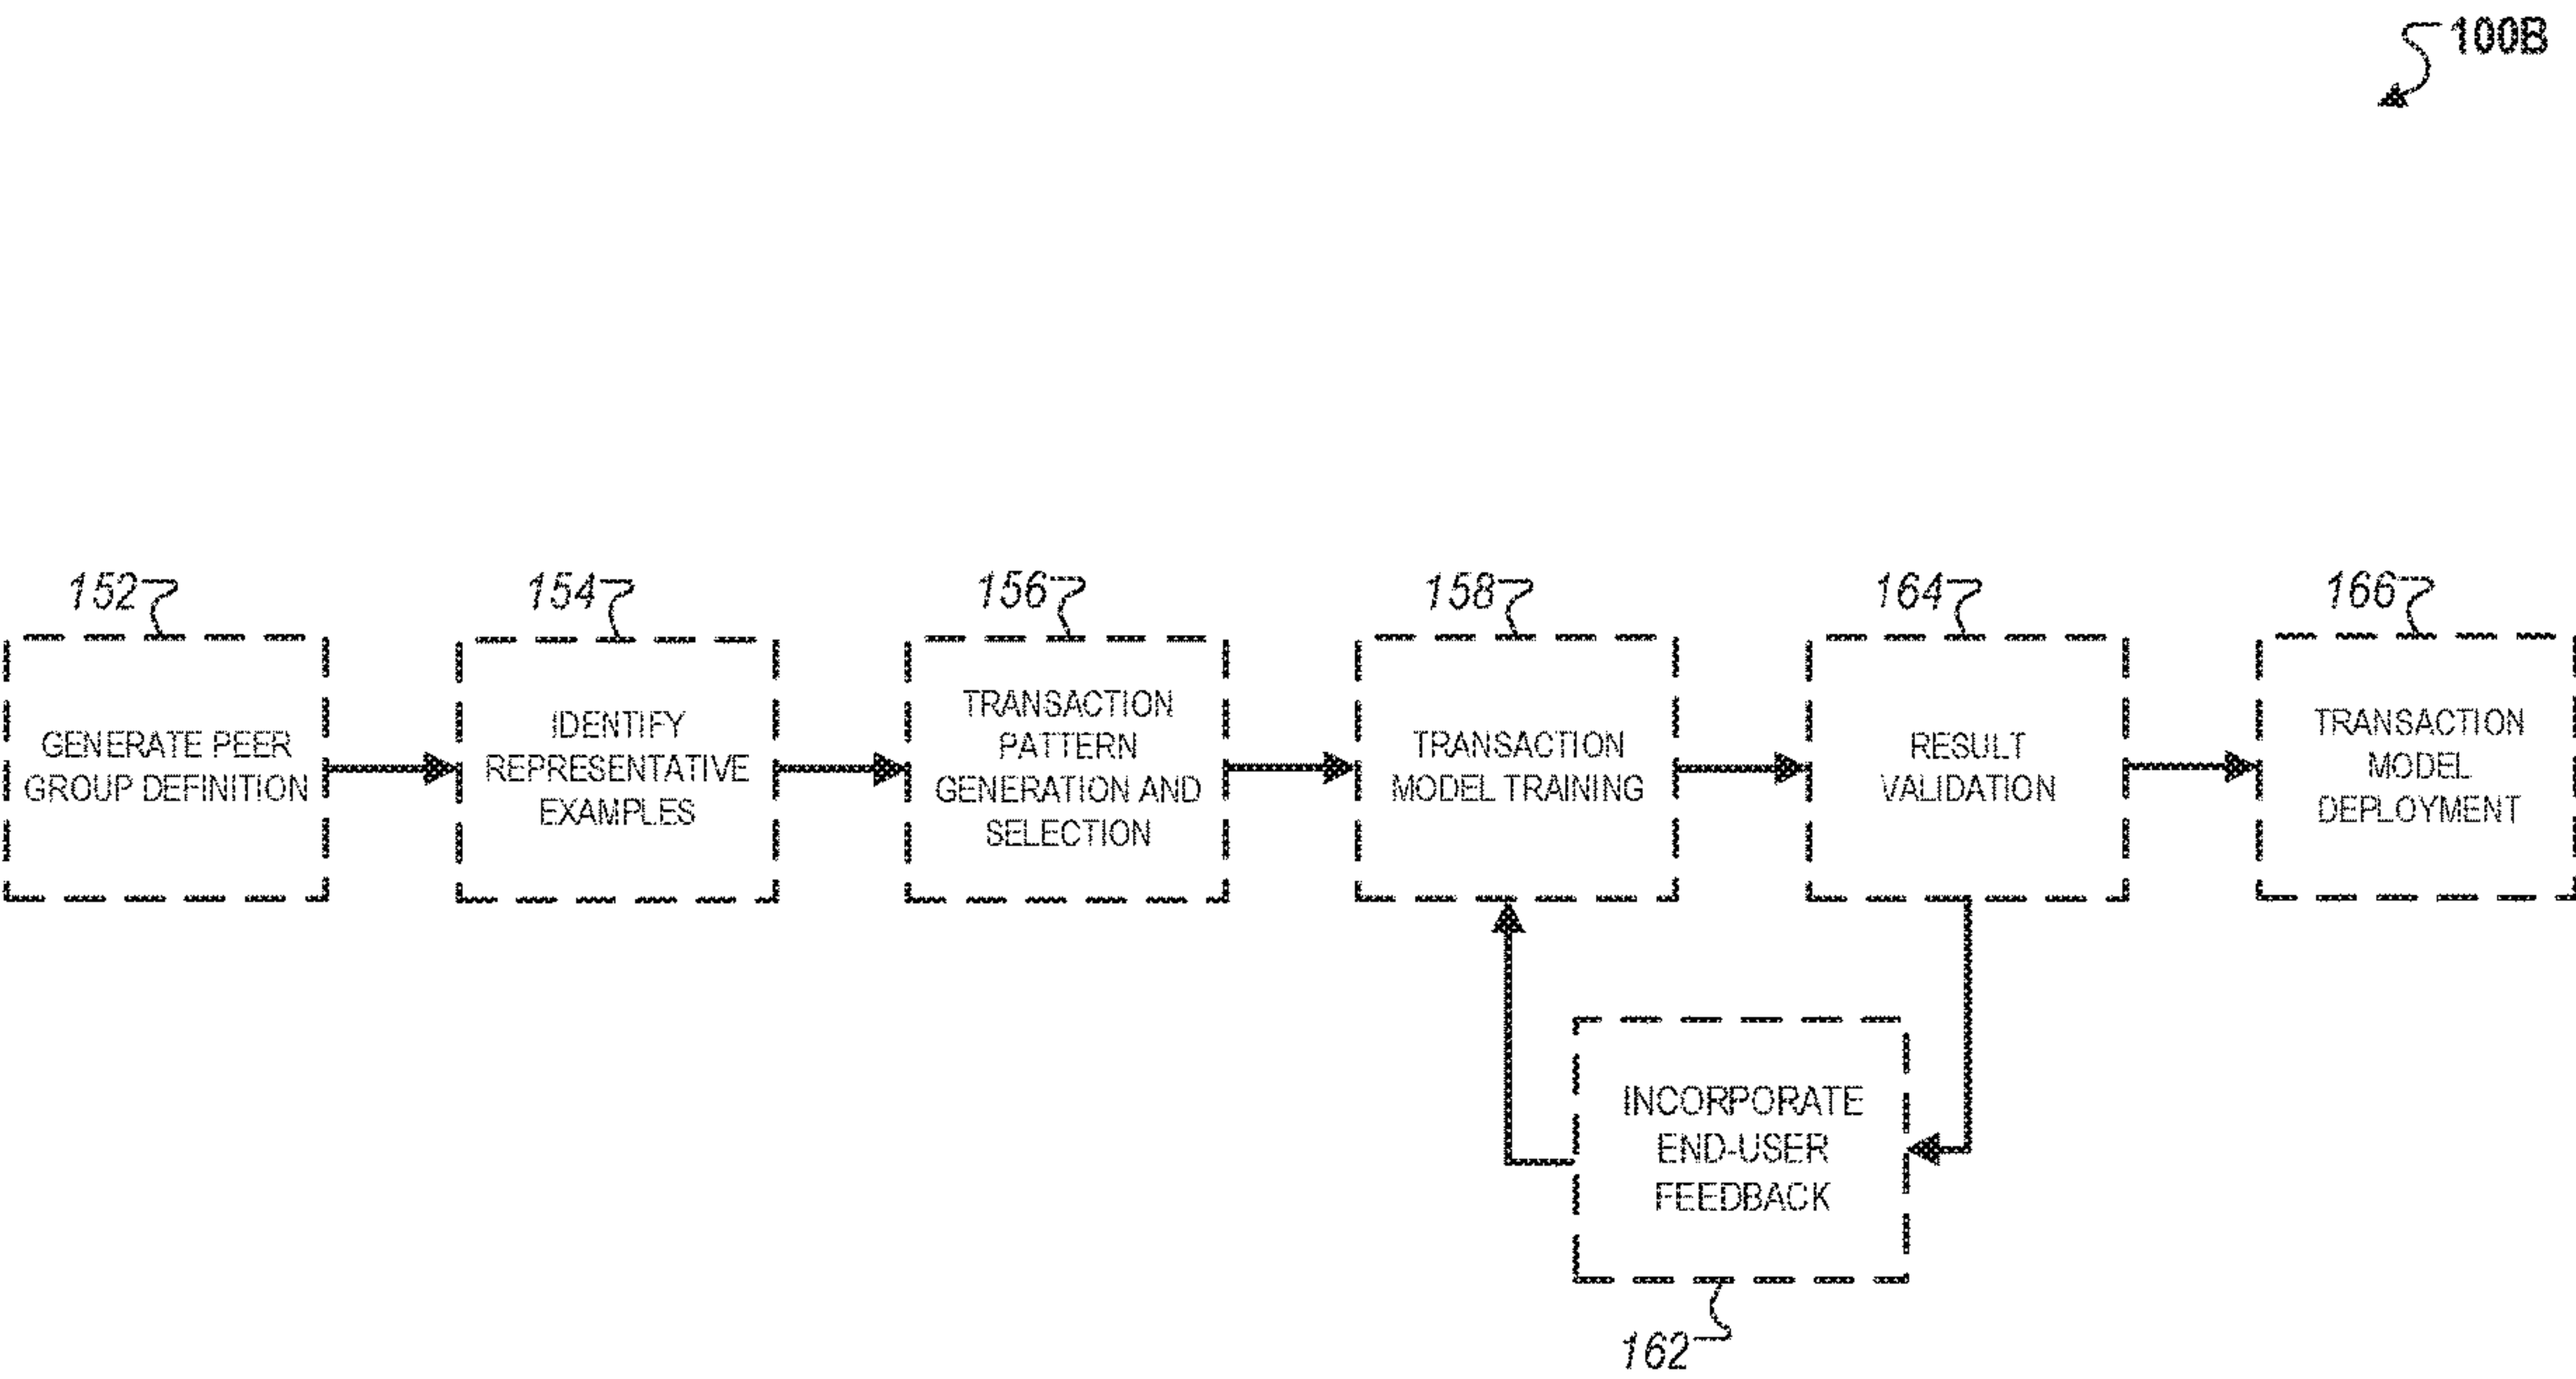 100B
152
154
156
158
164
166
GENERATE PEER
GROUP DEFINITION
IDENTIFY
REPRESENTATIVE
EXAMPLES
TRANSACTION
PATTERN
GENERATION AND
SELECTION
TRANSACTION
MODEL TRAINING
RESULT
VALIDATION
TRANSACTION
MODEL
DEPLOYMENT
INCORPORATE
END-USER
FEEDBACK
162